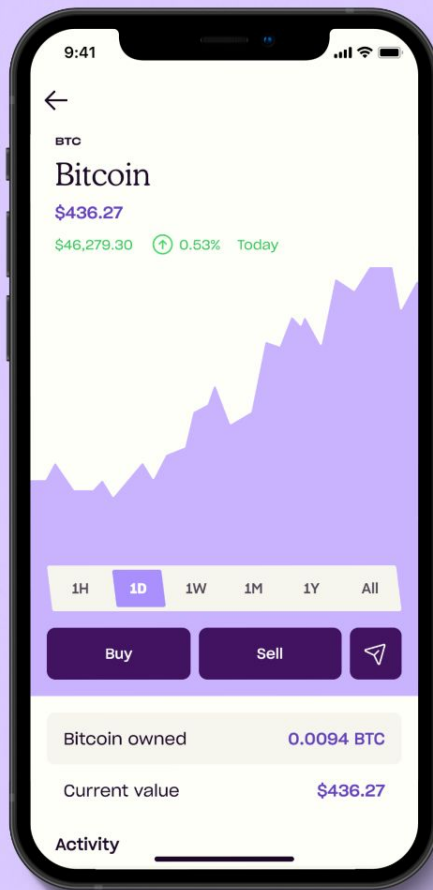 9:41
BTC
Bitcoin
$436.27
$46,279.30 0.53% Today
1H 1D 1W 1M 1Y All
Buy Sell
Bitcoin owned 0.0094 BTC
Current value $436.27
Activity